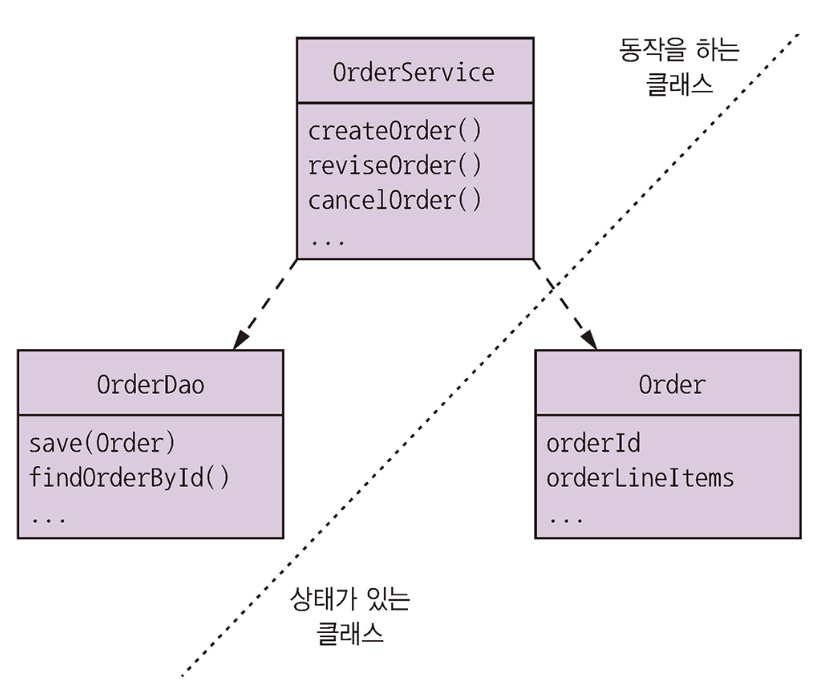 OrderService
createOrder()
reviseOrder()
cancelOrder()
...
동작을 하는
클래스
OrderDao
save(Order)
findOrderById()
...
Order
orderId
orderLineItems
...
상태가 있는
클래스